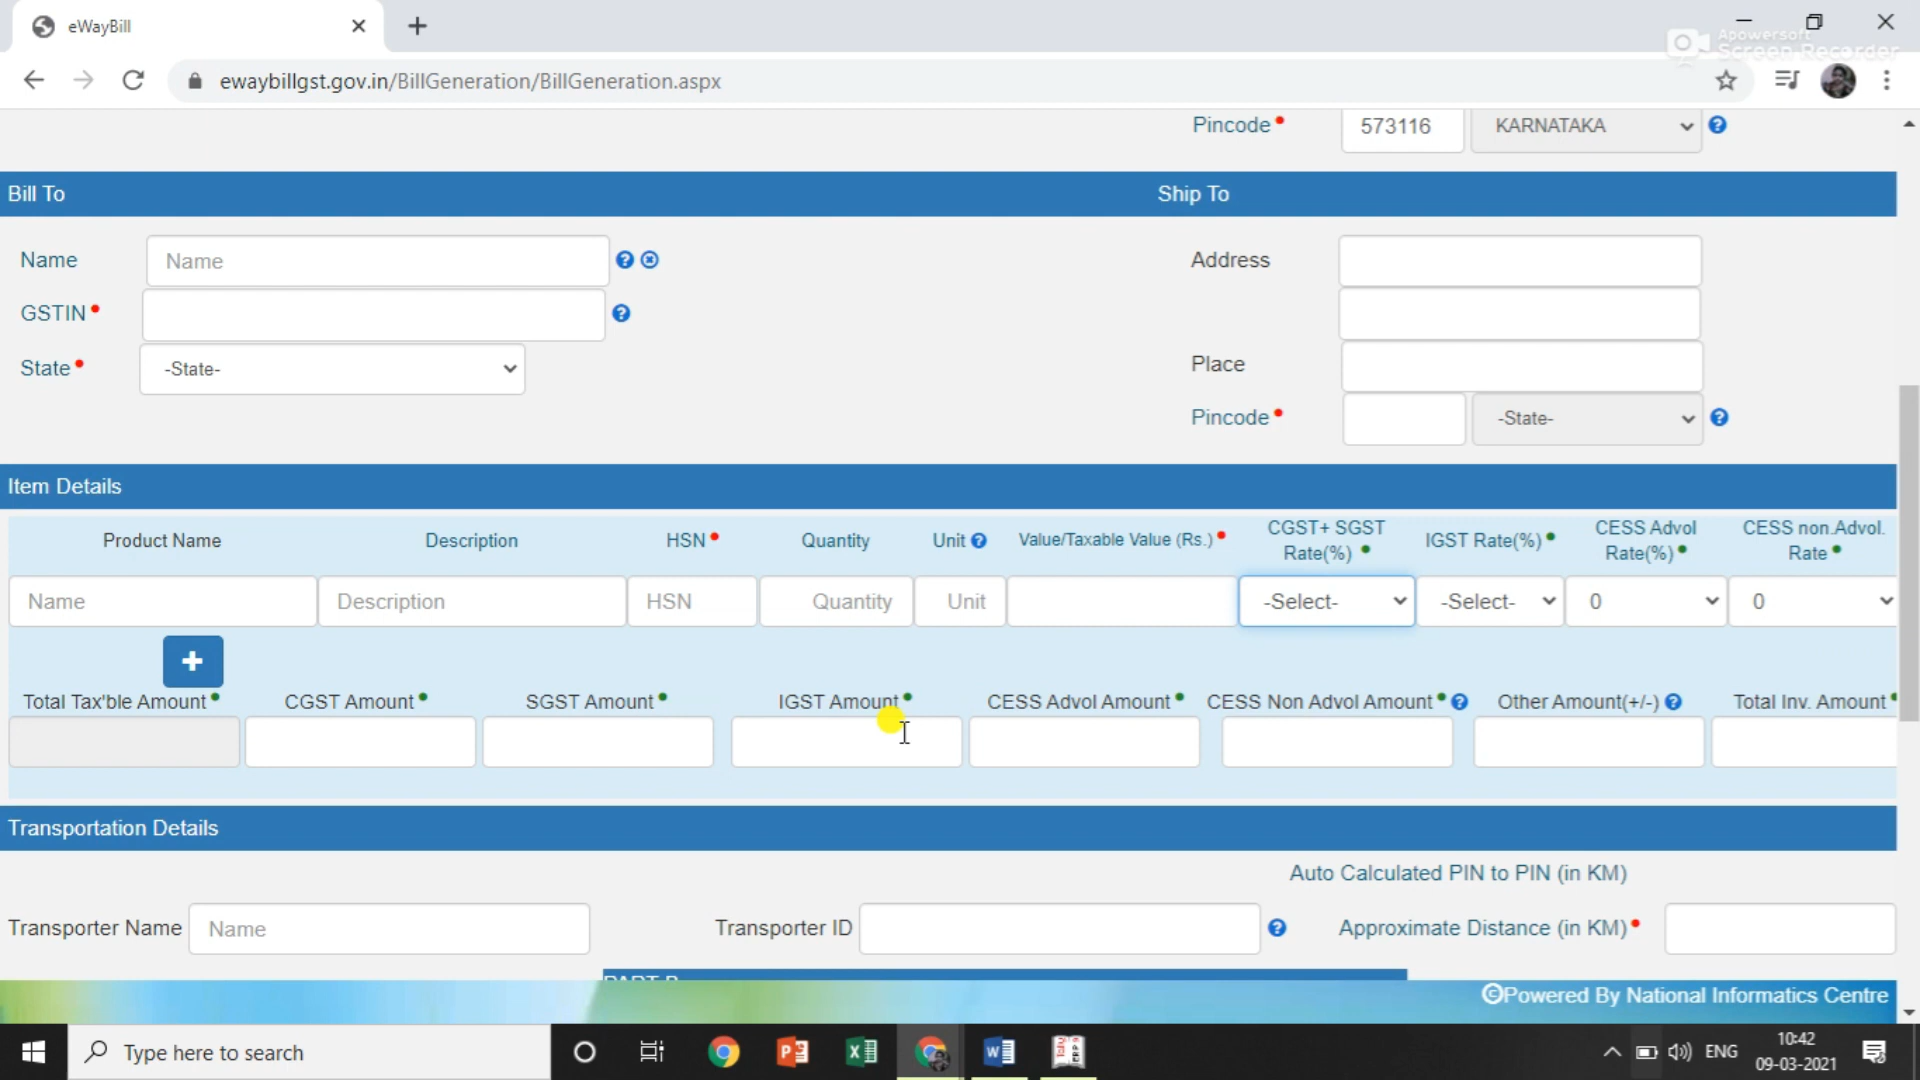 eWayBill
Apowersoft
Screen Recorder
ewaybillgst.gov.in/BillGeneration/BillGeneration.aspx
Pincode 573116 KARNATAKA
Bill To Ship To
Name Name Address
GSTIN
State -State- Place
Pincode -State-
Item Details
Product Name Description HSN Quantity Unit Value/Taxable Value (Rs.) CGST+ SGST Rate(%) IGST Rate(%) CESS Advol Rate(%) CESS non.Advol. Rate
Name Description HSN Quantity Unit -Select- -Select- 0 0
Total Tax'ble Amount CGST Amount SGST Amount IGST Amount CESS Advol Amount CESS Non Advol Amount Other Amount(+/-) Total Inv. Amount
Transportation Details
Auto Calculated PIN to PIN (in KM)
Transporter Name Name Transporter ID Approximate Distance (in KM)
PART-B
©Powered By National Informatics Centre
Type here to search
ENG
10:42
09-03-2021